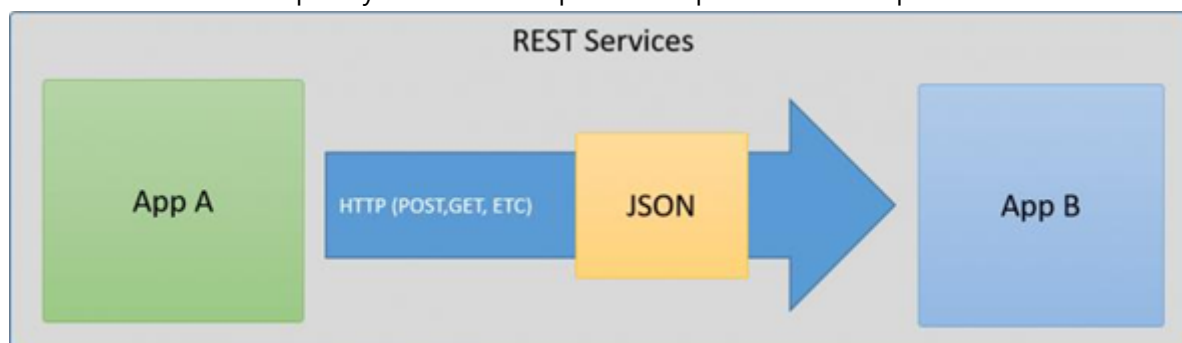 REST Services
App A
HTTP (POST,GET, ETC)
JSON
App B